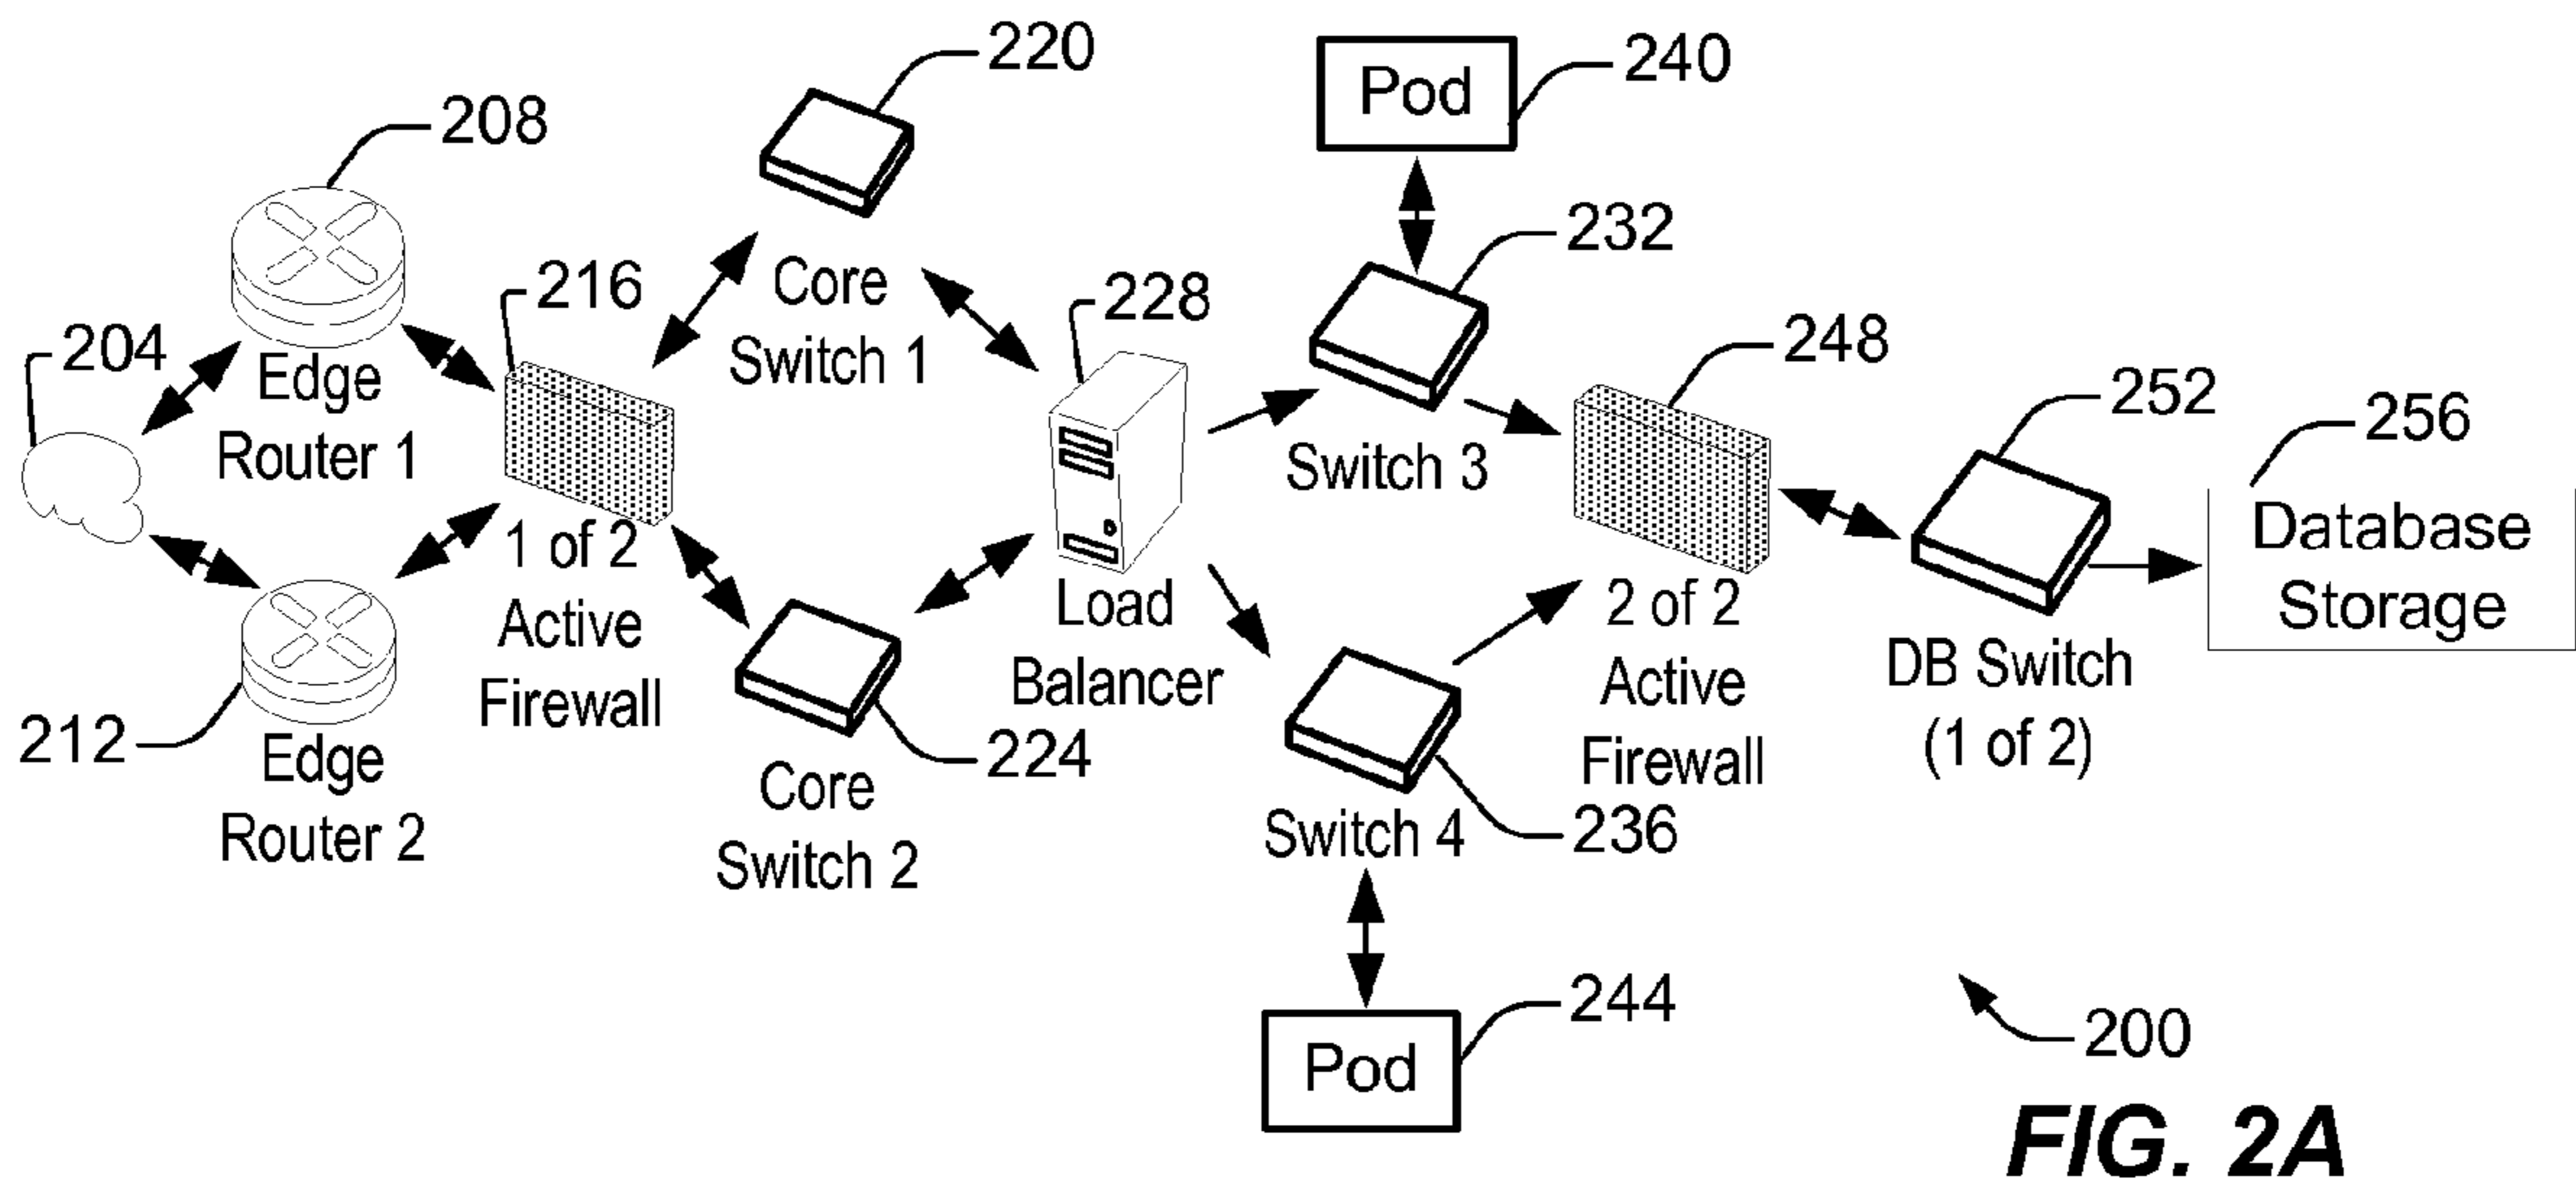 220
Pod
240
208
232
216
Core
Switch 1
228
204
Edge
Router 1
248
252
256
Switch 3
Database
Storage
1 of 2
Active
Firewall
Load
Balancer
2 of 2
Active
Firewall
DB Switch
(1 of 2)
212
Edge
Router 2
224
Core
Switch 2
Switch 4
236
244
Pod
200
FIG. 2A